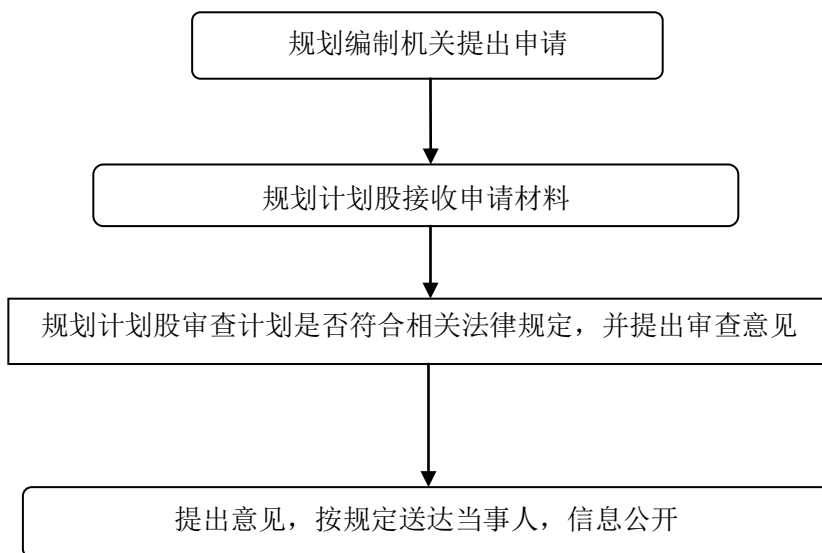 规划编制机关提出申请
规划计划股接收申请材料
规划计划股审查计划是否符合相关法律规定，并提出审查意见
提出意见，按规定送达当事人，信息公开